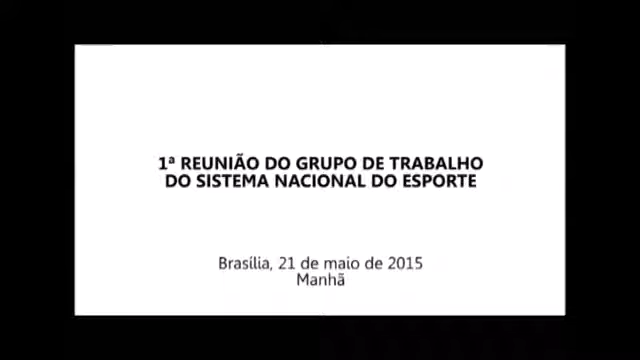 1ª REUNIÃO DO GRUPO DE TRABALHO
DO SISTEMA NACIONAL DO ESPORTE
Brasília, 21 de maio de 2015
Manhã